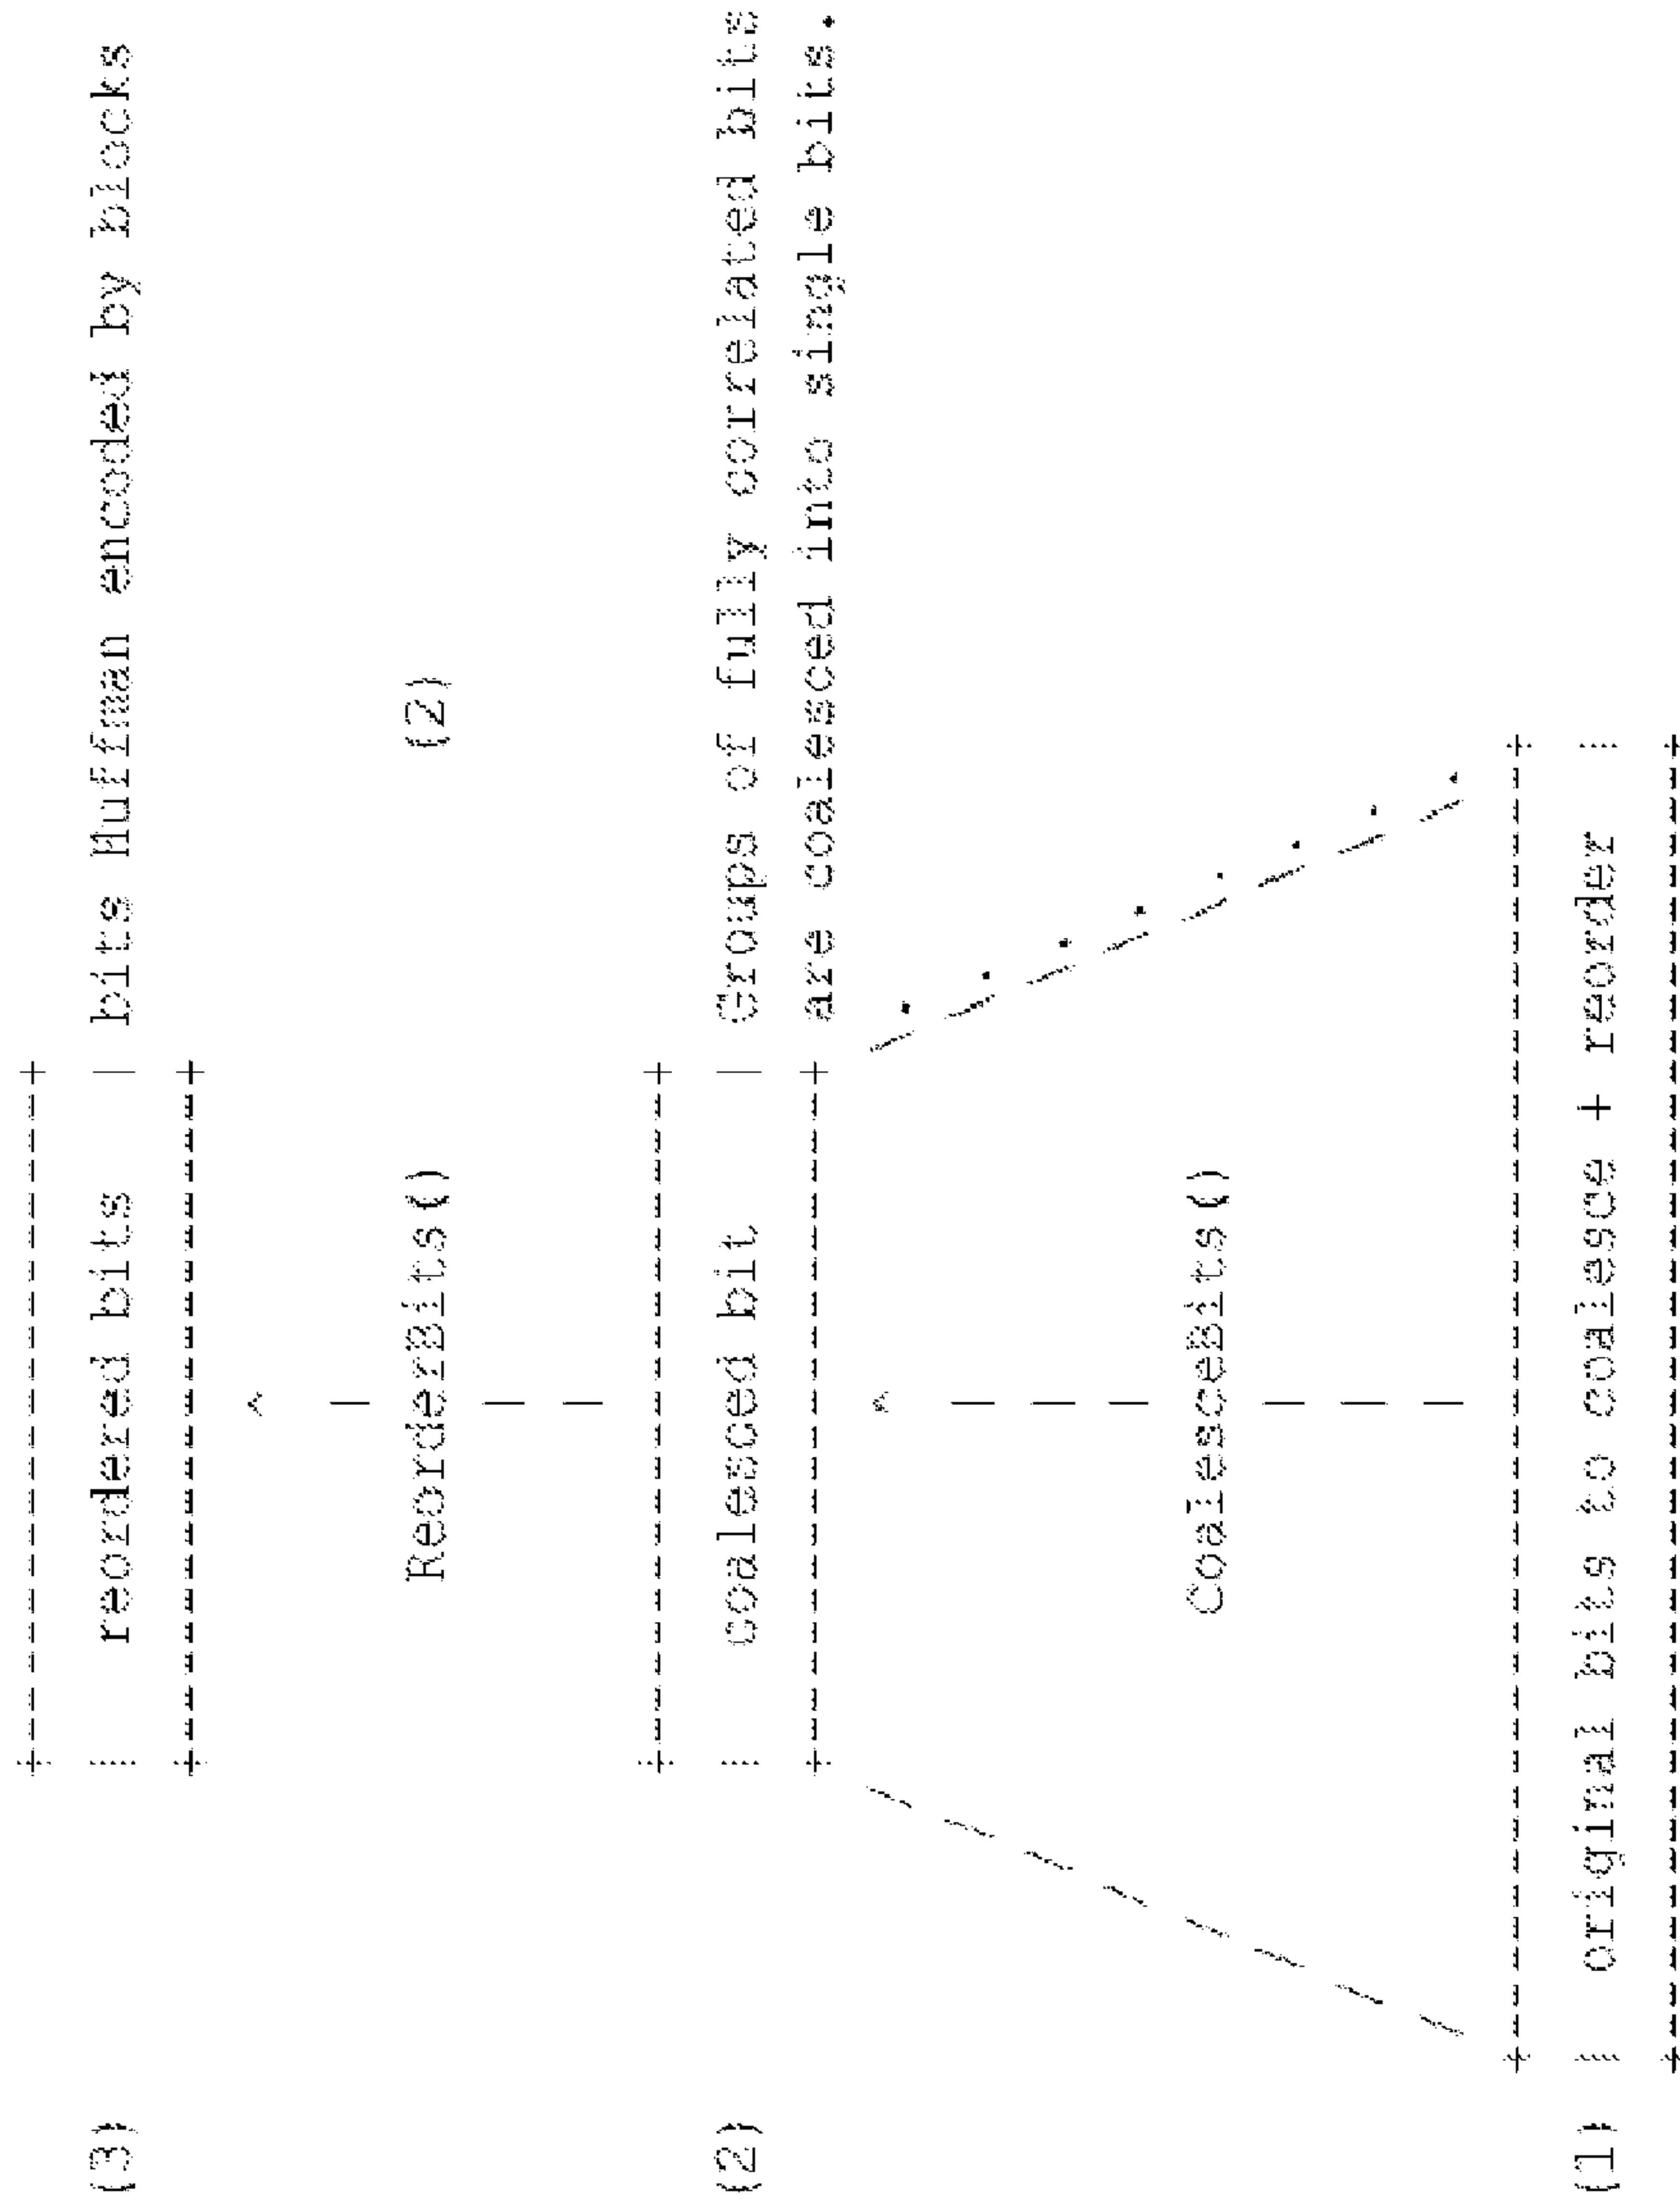 (3) reordered bits bits Huffman encoded by blocks
ReorderBits() (2)
(2) coalesced bit Groups of fully correlated bits
are coalesced into single bits.
CoalesceBits()
(1) original bits to coalesce + reorder